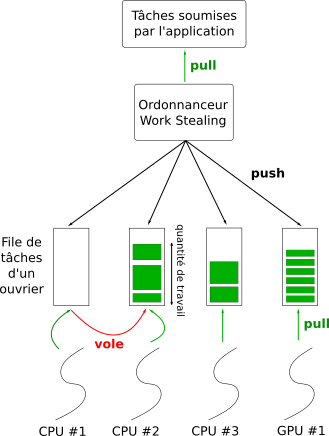 Tâches soumises
par l'application
pull
Ordonnanceur
Work Stealing
push
File de
tâches
d'un
ouvrier
quantité de travail
vole
pull
CPU #1
CPU #2
CPU #3
GPU #1